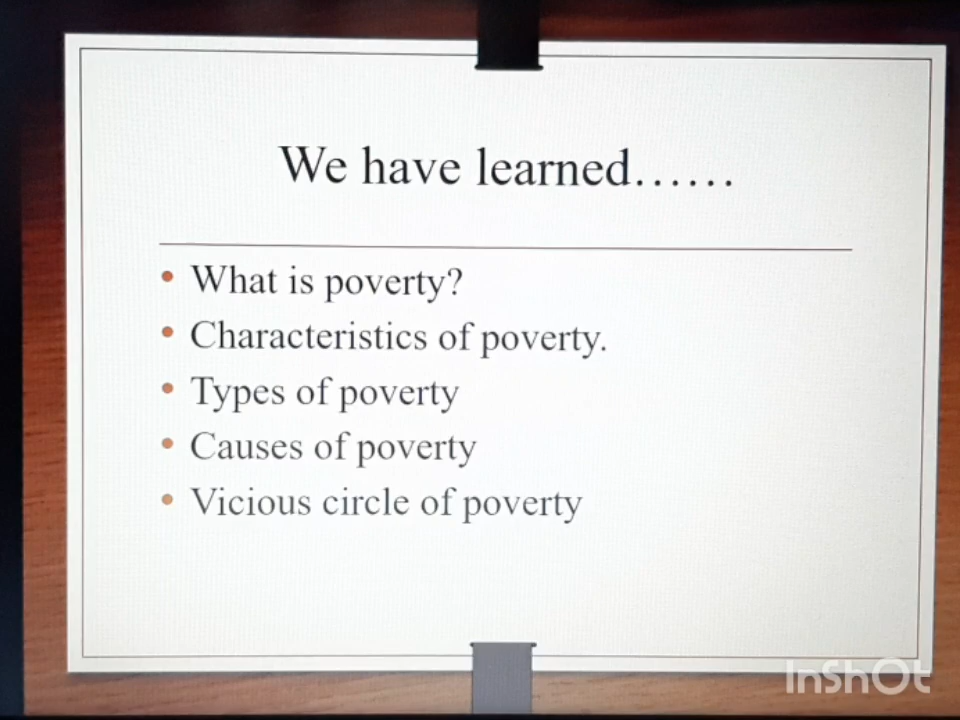 We have learned......
• What is poverty?
• Characteristics of poverty.
• Types of poverty
• Causes of poverty
• Vicious circle of poverty
InShOt